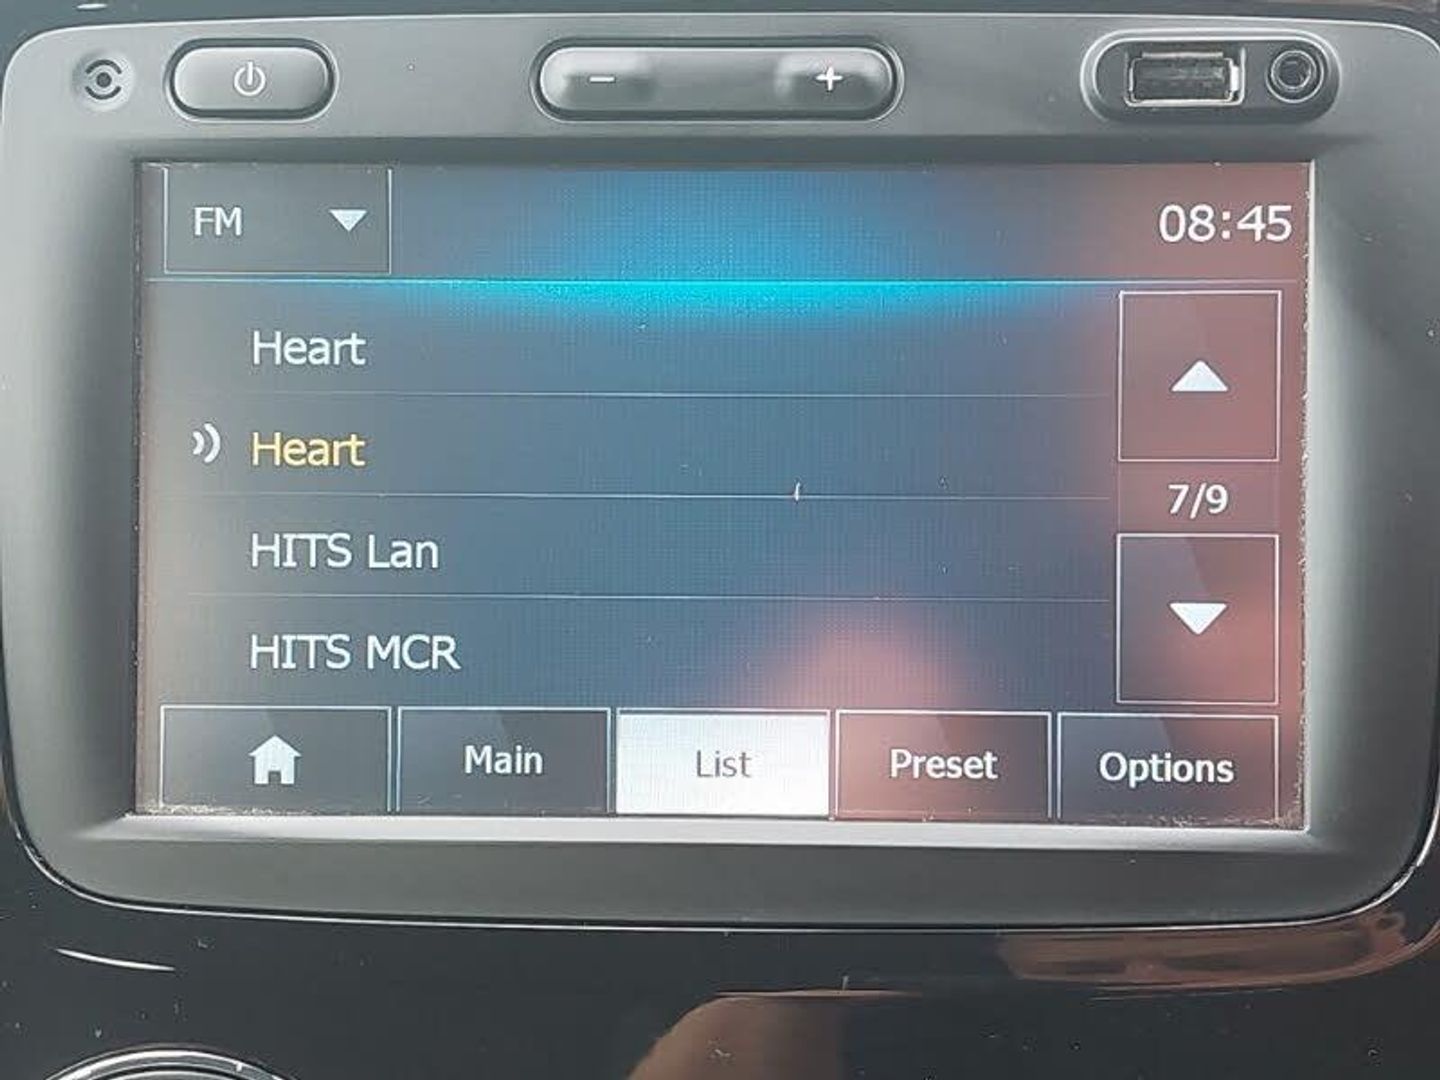 FM
08:45
Heart
Heart
7/9
HITS Lan
HITS MCR
Main
List
Preset
Options